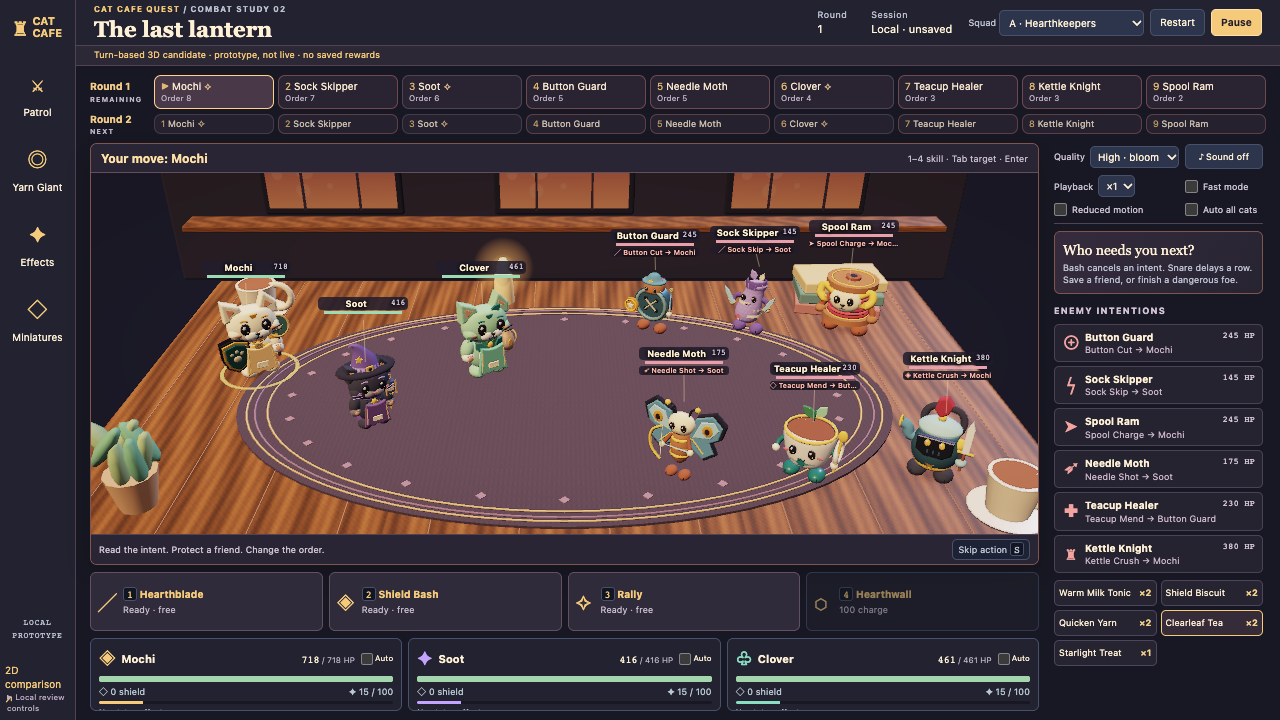 CAT CAFE
Patrol
Yarn Giant
Effects
Miniatures
LOCAL PROTOTYPE
2D comparison
Local review controls
CAT CAFE QUEST / COMBAT STUDY 02
The last lantern
Round
1
Session
Local · unsaved
Squad
A · Hearthkeepers
Restart
Pause
Turn-based 3D candidate · prototype, not live · no saved rewards
Round 1
REMAINING
Mochi
Order 8
2 Sock Skipper
Order 7
3 Soot
Order 6
4 Button Guard
Order 5
5 Needle Moth
Order 5
6 Clover
Order 4
7 Teacup Healer
Order 3
8 Kettle Knight
Order 3
9 Spool Ram
Order 2
Round 2
NEXT
1 Mochi
2 Sock Skipper
3 Soot
4 Button Guard
5 Needle Moth
6 Clover
7 Teacup Healer
8 Kettle Knight
9 Spool Ram
Your move: Mochi
1–4 skill · Tab target · Enter
Mochi 718
Soot 416
Clover 461
Button Guard 245
Button Cut → Mochi
Sock Skipper 145
Sock Skip → Soot
Spool Ram 245
Spool Charge → Moc...
Needle Moth 175
Needle Shot → Soot
Teacup Healer 230
Teacup Mend → But...
Kettle Knight 380
Kettle Crush → Mochi
Read the intent. Protect a friend. Change the order.
Skip action S
1 Hearthblade
Ready · free
2 Shield Bash
Ready · free
3 Rally
Ready · free
4 Hearthwall
100 charge
Mochi
718 / 718 HP
Auto
0 shield
15 / 100
Soot
416 / 416 HP
Auto
0 shield
15 / 100
Clover
461 / 461 HP
Auto
0 shield
15 / 100
Quality
High · bloom
Sound off
Playback
×1
Fast mode
Reduced motion
Auto all cats
Who needs you next?
Bash cancels an intent. Snare delays a row.
Save a friend, or finish a dangerous foe.
ENEMY INTENTIONS
Button Guard 245 HP
Button Cut → Mochi
Sock Skipper 145 HP
Sock Skip → Soot
Spool Ram 245 HP
Spool Charge → Mochi
Needle Moth 175 HP
Needle Shot → Soot
Teacup Healer 230 HP
Teacup Mend → Button Guard
Kettle Knight 380 HP
Kettle Crush → Mochi
Warm Milk Tonic ×2
Shield Biscuit ×2
Quicken Yarn ×2
Clearleaf Tea ×2
Starlight Treat ×1